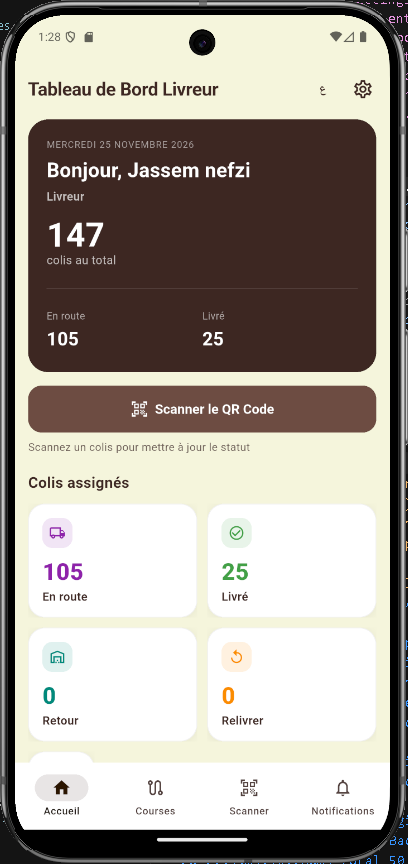 1:28
Tableau de Bord Livreur
ع
MERCREDI 25 NOVEMBRE 2026
Bonjour, Jassem nefzi
Livreur
147
colis au total
En route
Livré
105
25
Scanner le QR Code
Scannez un colis pour mettre à jour le statut
Colis assignés
105
En route
25
Livré
0
Retour
0
Relivrer
Accueil
Courses
Scanner
Notifications